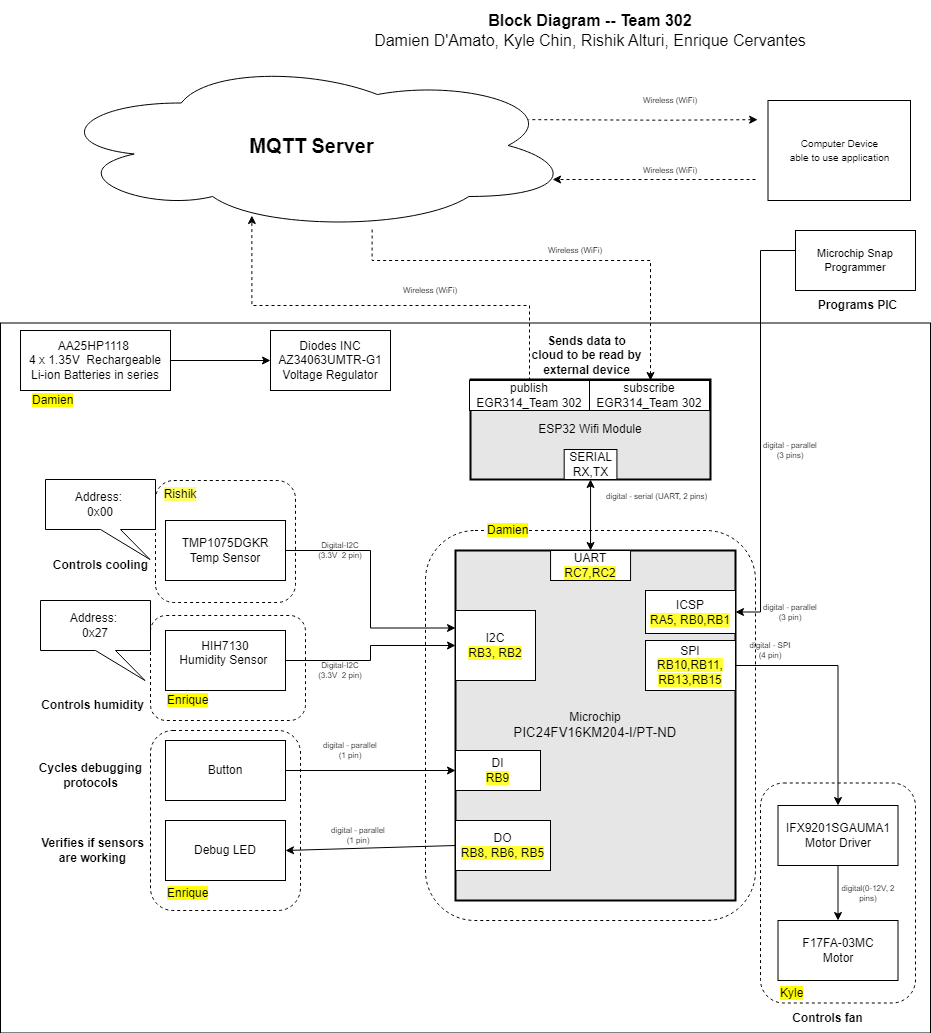 Block Diagram -- Team 302
Damien D'Amato, Kyle Chin, Rishik Alturi, Enrique Cervantes
MQTT Server
Wireless (WiFi)
Wireless (WiFi)
Computer Device
able to use application
Wireless (WiFi)
Wireless (WiFi)
Microchip Snap
Programmer
Programs PIC
AA25HP1118
4 x 1.35V Rechargeable
Li-ion Batteries in series
Damien
Diodes INC
AZ34063UMTR-G1
Voltage Regulator
Sends data to
cloud to be read by
external device
publish
EGR314_Team 302
subscribe
EGR314_Team 302
ESP32 Wifi Module
SERIAL
RX,TX
digital - serial (UART, 2 pins)
digital - parallel
(3 pins)
Address:
0x00
Controls cooling
Rishik
TMP1075DGKR
Temp Sensor
Digital-I2C
(3.3V 2 pin)
Address:
0x27
Controls humidity
HIH7130
Humidity Sensor
Enrique
Digital-I2C
(3.3V 2 pin)
Damien
UART
RC7,RC2
I2C
RB3, RB2
ICSP
RA5, RB0,RB1
digital - parallel
(3 pin)
SPI
RB10,RB11,
RB13,RB15
digital - SPI
(4 pin)
Microchip
PIC24FV16KM204-I/PT-ND
Cycles debugging
protocols
Button
digital - parallel
(1 pin)
DI
RB9
Verifies if sensors
are working
Debug LED
Enrique
digital - parallel
(1 pin)
DO
RB8, RB6, RB5
IFX9201SGAUMA1
Motor Driver
digital(0-12V, 2
pins)
F17FA-03MC
Motor
Kyle
Controls fan